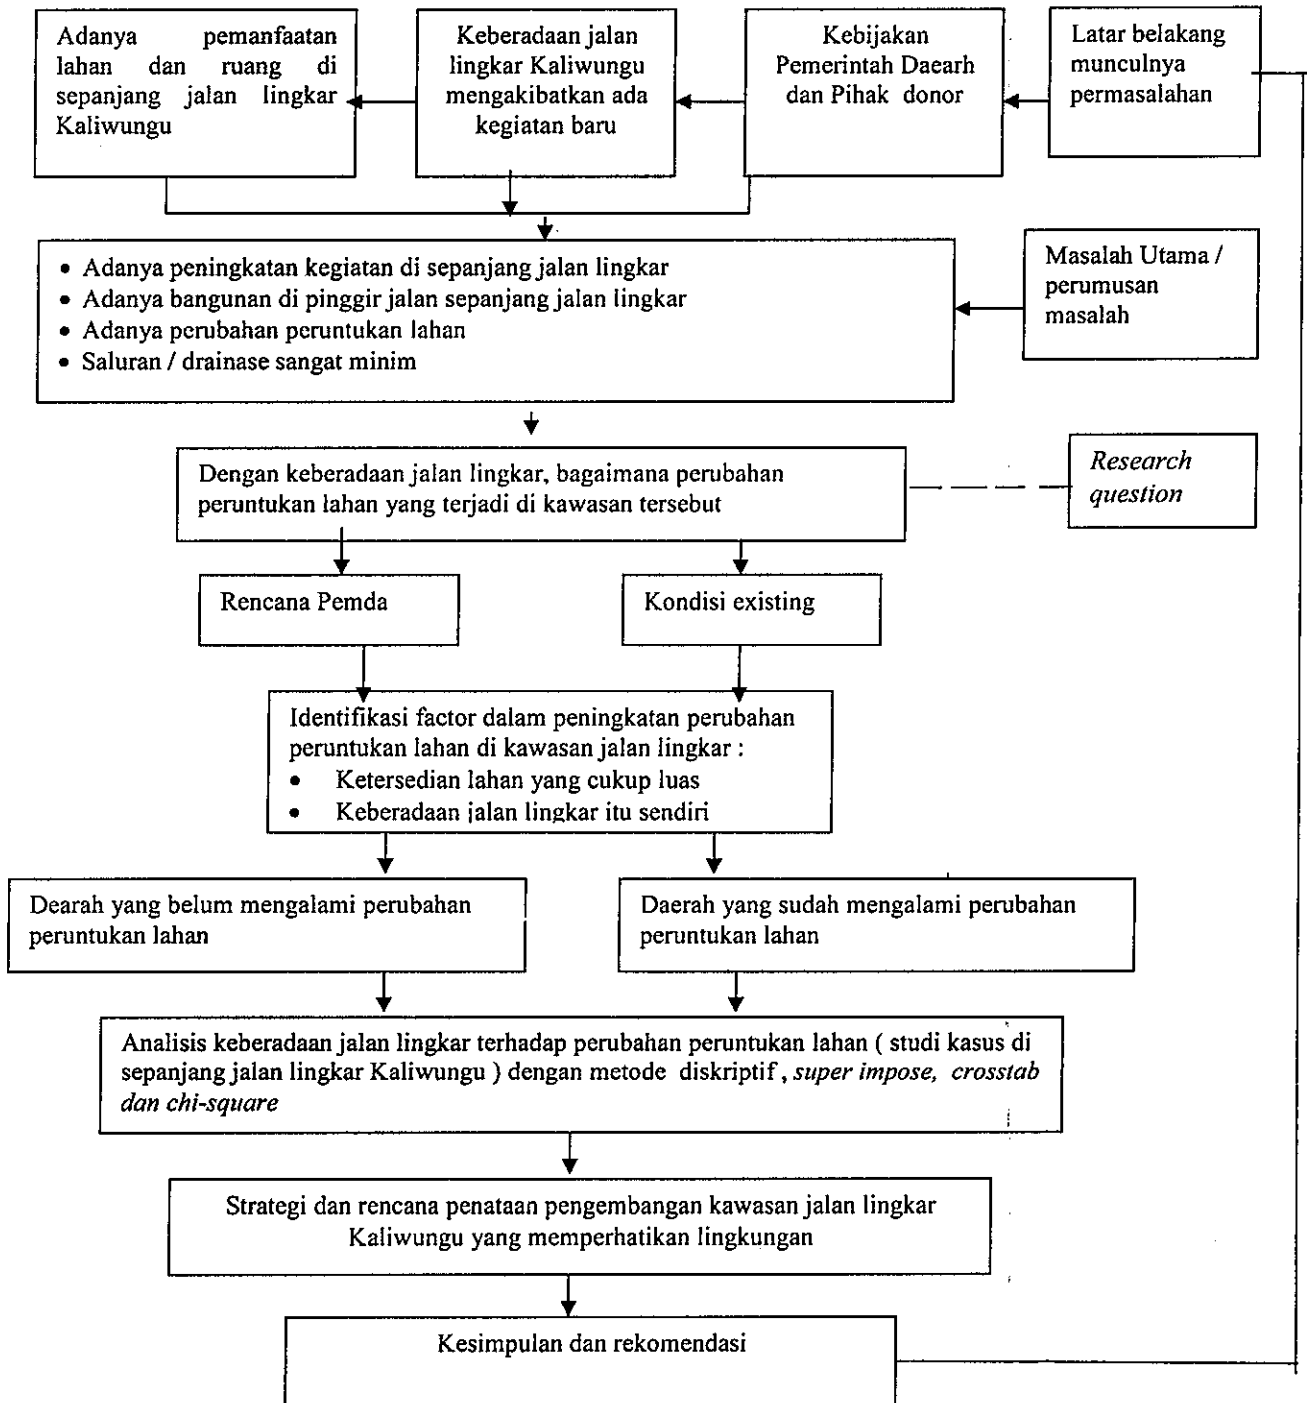 Adanya pemanfaatan
lahan dan ruang di
sepanjang jalan lingkar
Kaliwungu
Keberadaan jalan
lingkar Kaliwungu
mengakibatkan ada
kegiatan baru
Kebijakan
Pemerintah Daearh
dan Pihak donor
Latar belakang
munculnya
permasalahan
• Adanya peningkatan kegiatan di sepanjang jalan lingkar
• Adanya bangunan di pinggir jalan sepanjang jalan lingkar
• Adanya perubahan peruntukan lahan
• Saluran / drainase sangat minim
Masalah Utama /
perumusan
masalah
Dengan keberadaan jalan lingkar, bagaimana perubahan
peruntukan lahan yang terjadi di kawasan tersebut
Research
question
Rencana Pemda
Kondisi existing
Identifikasi factor dalam peningkatan perubahan
peruntukan lahan di kawasan jalan lingkar :
• Ketersedian lahan yang cukup luas
• Keberadaan jalan lingkar itu sendiri
Dearah yang belum mengalami perubahan
peruntukan lahan
Daerah yang sudah mengalami perubahan
peruntukan lahan
Analisis keberadaan jalan lingkar terhadap perubahan peruntukan lahan ( studi kasus di
sepanjang jalan lingkar Kaliwungu ) dengan metode diskriptif , super impose, crosstab
dan chi-square
Strategi dan rencana penataan pengembangan kawasan jalan lingkar
Kaliwungu yang memperhatikan lingkungan
Kesimpulan dan rekomendasi